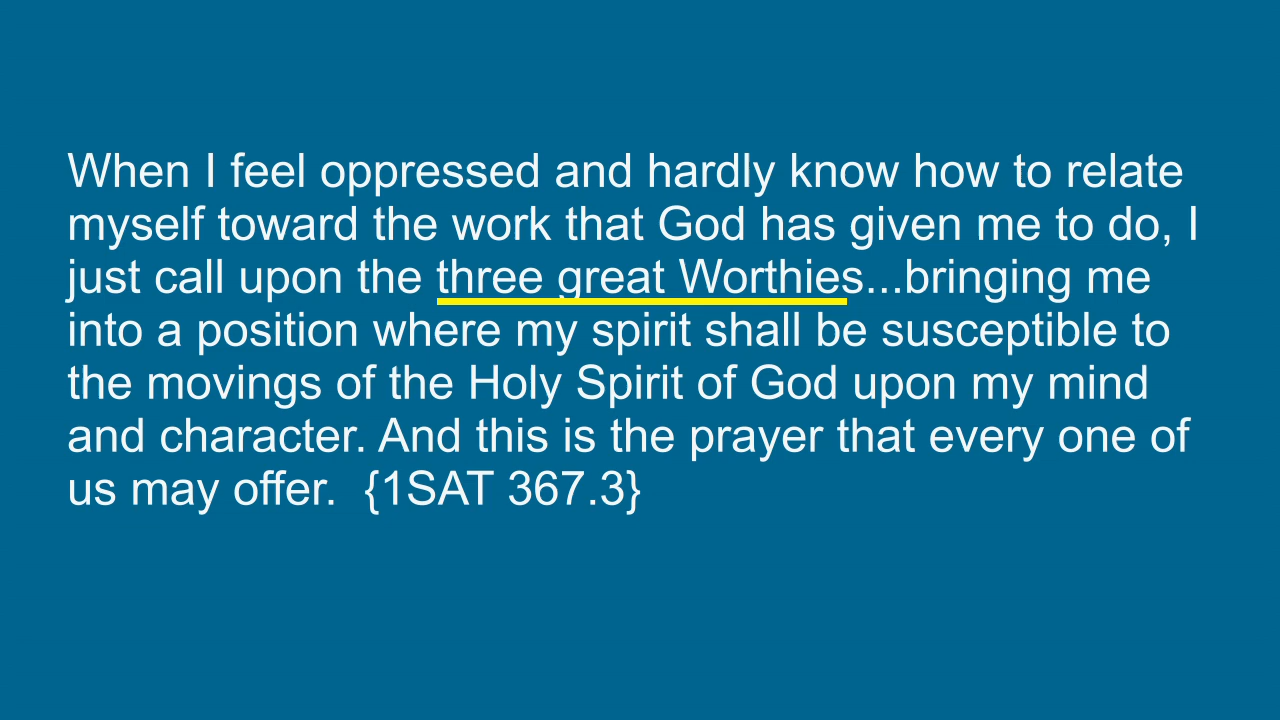 When I feel oppressed and hardly know how to relate
myself toward the work that God has given me to do, I
just call upon the three great Worthies...bringing me
into a position where my spirit shall be susceptible to
the movings of the Holy Spirit of God upon my mind
and character. And this is the prayer that every one of
us may offer.  {1SAT 367.3}